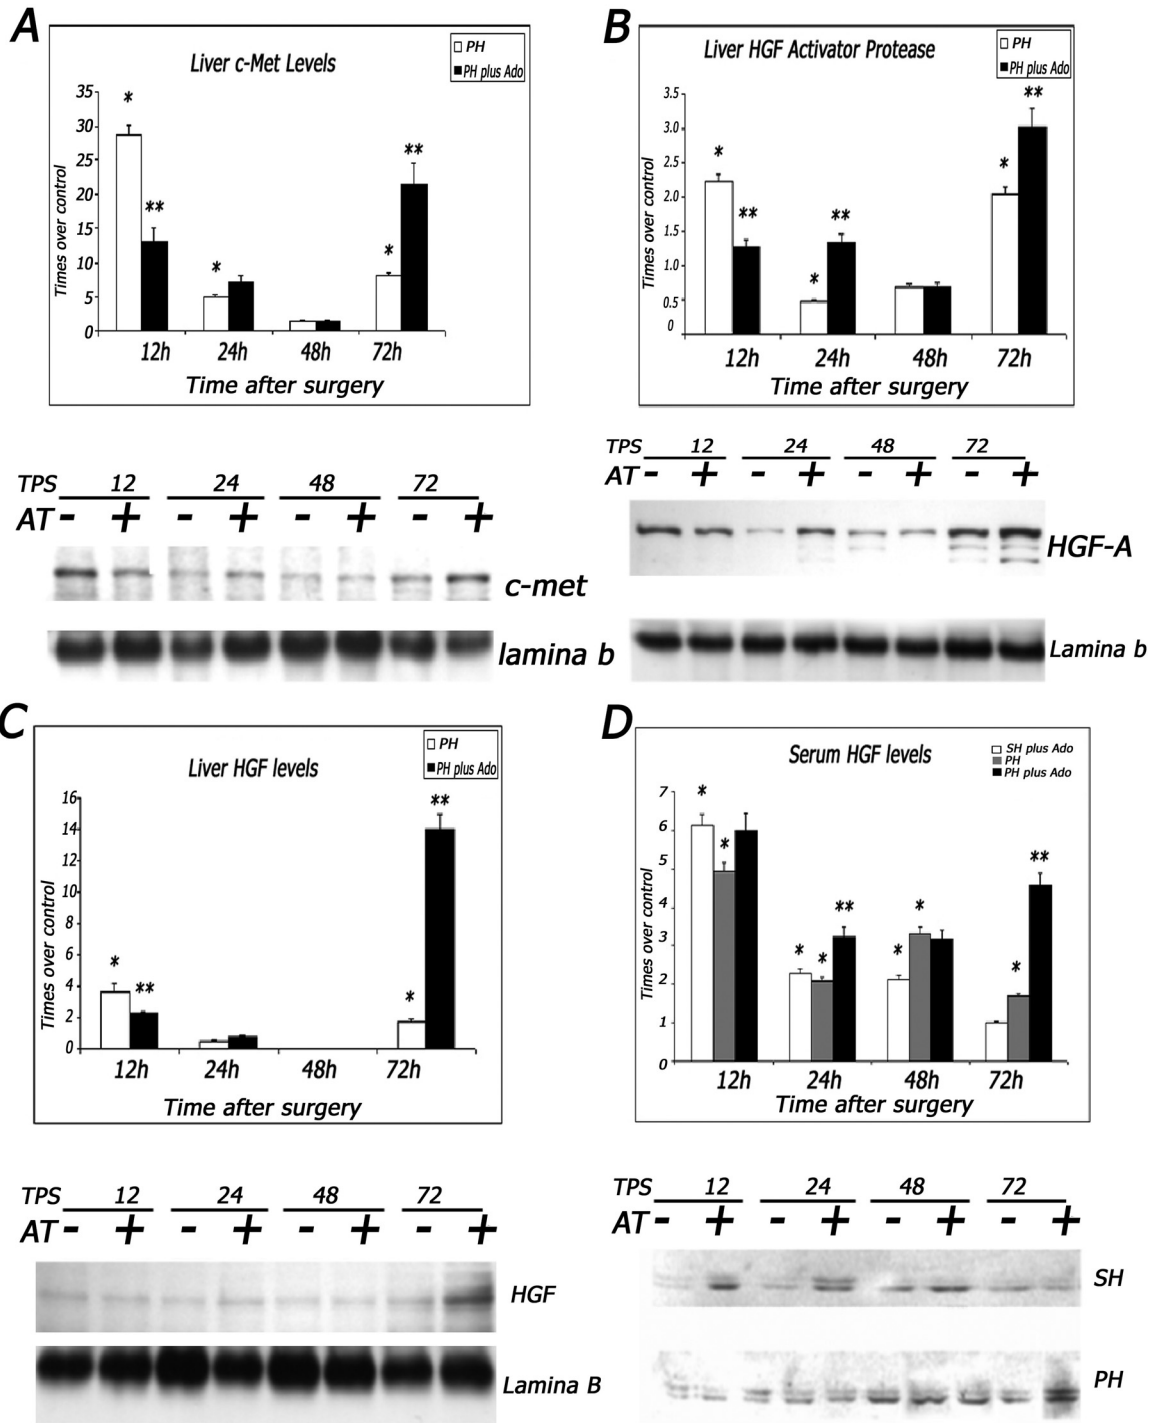 A
Liver c-Met Levels
PH
PH plus Ado
Times over control
35
30
25
20
15
10
5
0
* ** * * **
12h 24h 48h 72h
Time after surgery
TPS 12 24 48 72
AT - + - + - + - +
c-met
lamina b
B
Liver HGF Activator Protease
PH
PH plus Ado
Times over control
3.5
3.0
2.5
2.0
1.5
1.0
0.5
0
* ** * ** * **
12h 24h 48h 72h
Time after surgery
TPS 12 24 48 72
AT - + - + - + - +
HGF-A
Lamina b
C
Liver HGF levels
PH
PH plus Ado
Times over control
16
14
12
10
8
6
4
2
0
* ** * **
12h 24h 48h 72h
Time after surgery
TPS 12 24 48 72
AT - + - + - + - +
HGF
Lamina B
D
Serum HGF levels
SH plus Ado
PH
PH plus Ado
Times over control
7
6
5
4
3
2
1
0
* * * * ** * * * **
12h 24h 48h 72h
Time after surgery
TPS 12 24 48 72
AT - + - + - + - +
SH
PH